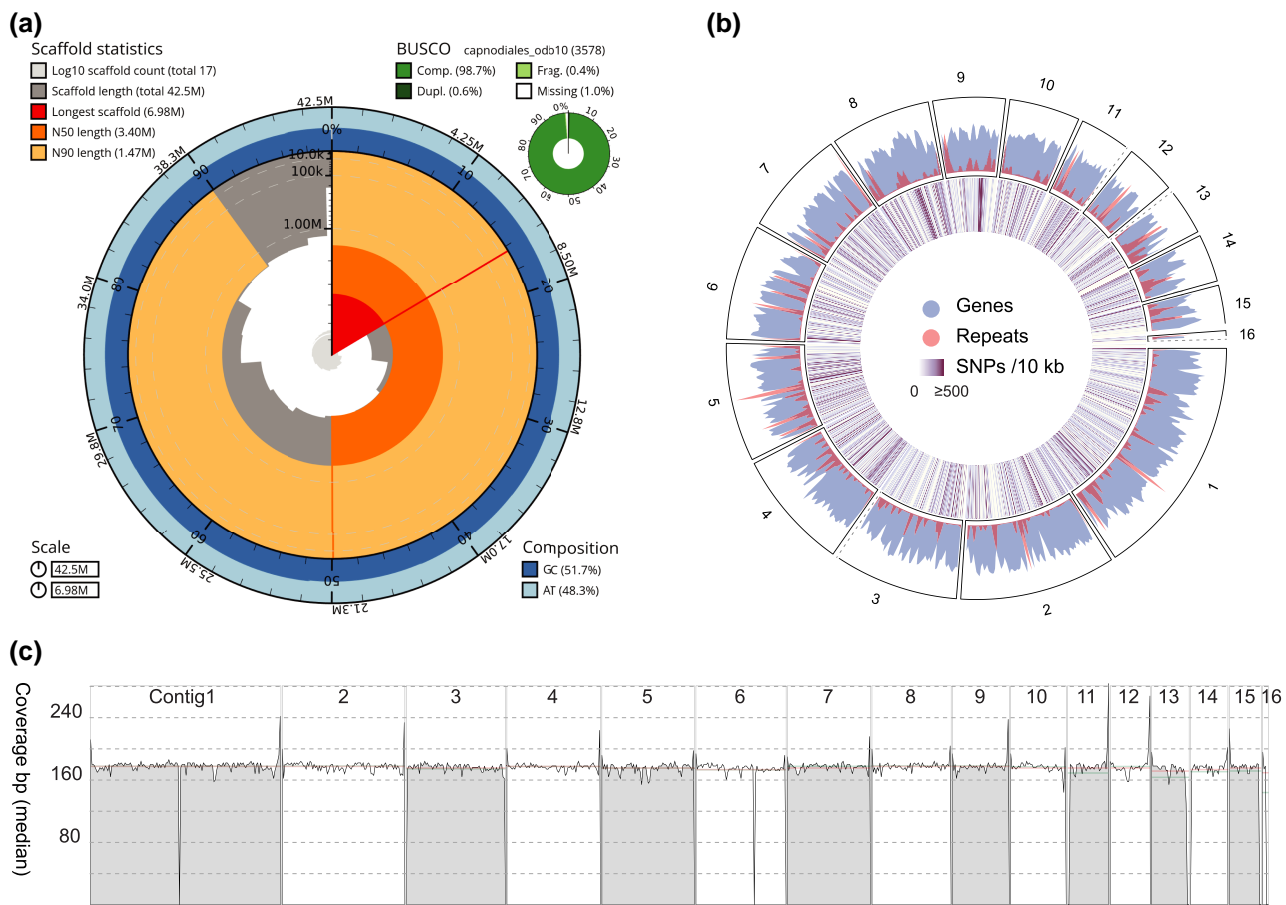 (a)
Scaffold statistics
Log10 scaffold count (total 17)
Scaffold length (total 42.5M)
Longest scaffold (6.98M)
N50 length (3.40M)
N90 length (1.47M)
BUSCO capnodiales_odb10 (3578)
Comp. (98.7%) Frag. (0.4%)
Dupl. (0.6%) Missing (1.0%)
0% 10 20 30 40 50 60 70 80 90
42.5M 4.25M 8.50M 12.8M 17.0M 21.3M 25.5M 29.8M 34.0M 38.3M
0% 10 20 30 40 50 60 70 80 90
10.0k
100k
1.00M
Scale
42.5M
6.98M
Composition
GC (51.7%)
AT (48.3%)
(b)
1 2 3 4 5 6 7 8 9 10 11 12 13 14 15 16
Genes
Repeats
SNPs /10 kb
0 ≥500
(c)
Coverage bp (median)
240
160
80
Contig1 2 3 4 5 6 7 8 9 10 11 12 13 14 15 16